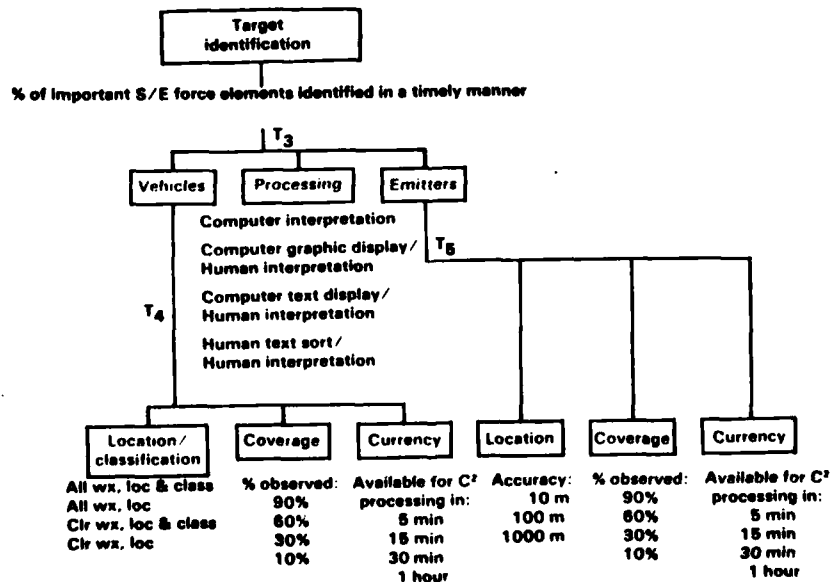 Target
identification
% of important S/E force elements identified in a timely manner
T3
Vehicles
Processing
Emitters
Computer interpretation
Computer graphic display/
Human interpretation
Computer text display/
Human interpretation
Human text sort/
Human interpretation
T5
T4
Location/
classification
All wx, loc & class
All wx, loc
Clr wx, loc & class
Clr wx, loc
Coverage
% observed:
90%
60%
30%
10%
Currency
Available for C²
processing in:
5 min
15 min
30 min
1 hour
Location
Accuracy:
10 m
100 m
1000 m
Coverage
% observed:
90%
60%
30%
10%
Currency
Available for C²
processing in:
5 min
15 min
30 min
1 hour